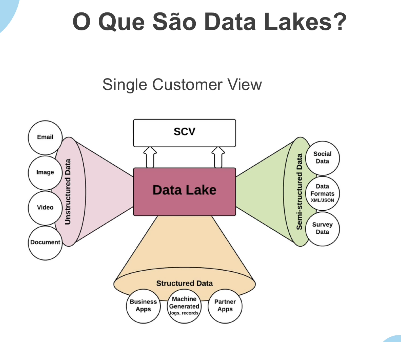 O Que São Data Lakes?
Single Customer View
SCV
Email
Image
Video
Document
Unstructured Data
Data Lake
Semi-structured Data
Social
Data
Data
Formats
XML/JSON
Survey
Data
Structured Data
Business
Apps
Machine
Generated
logs, records
Partner
Apps